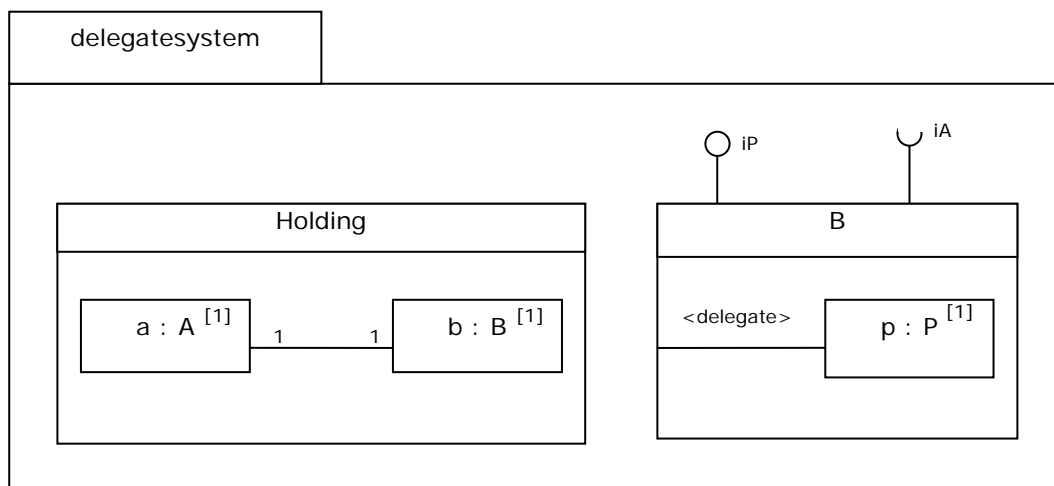 delegatesystem
iP
iA
Holding
B
a : A [1]
1
1
b : B [1]
<delegate>
p : P [1]